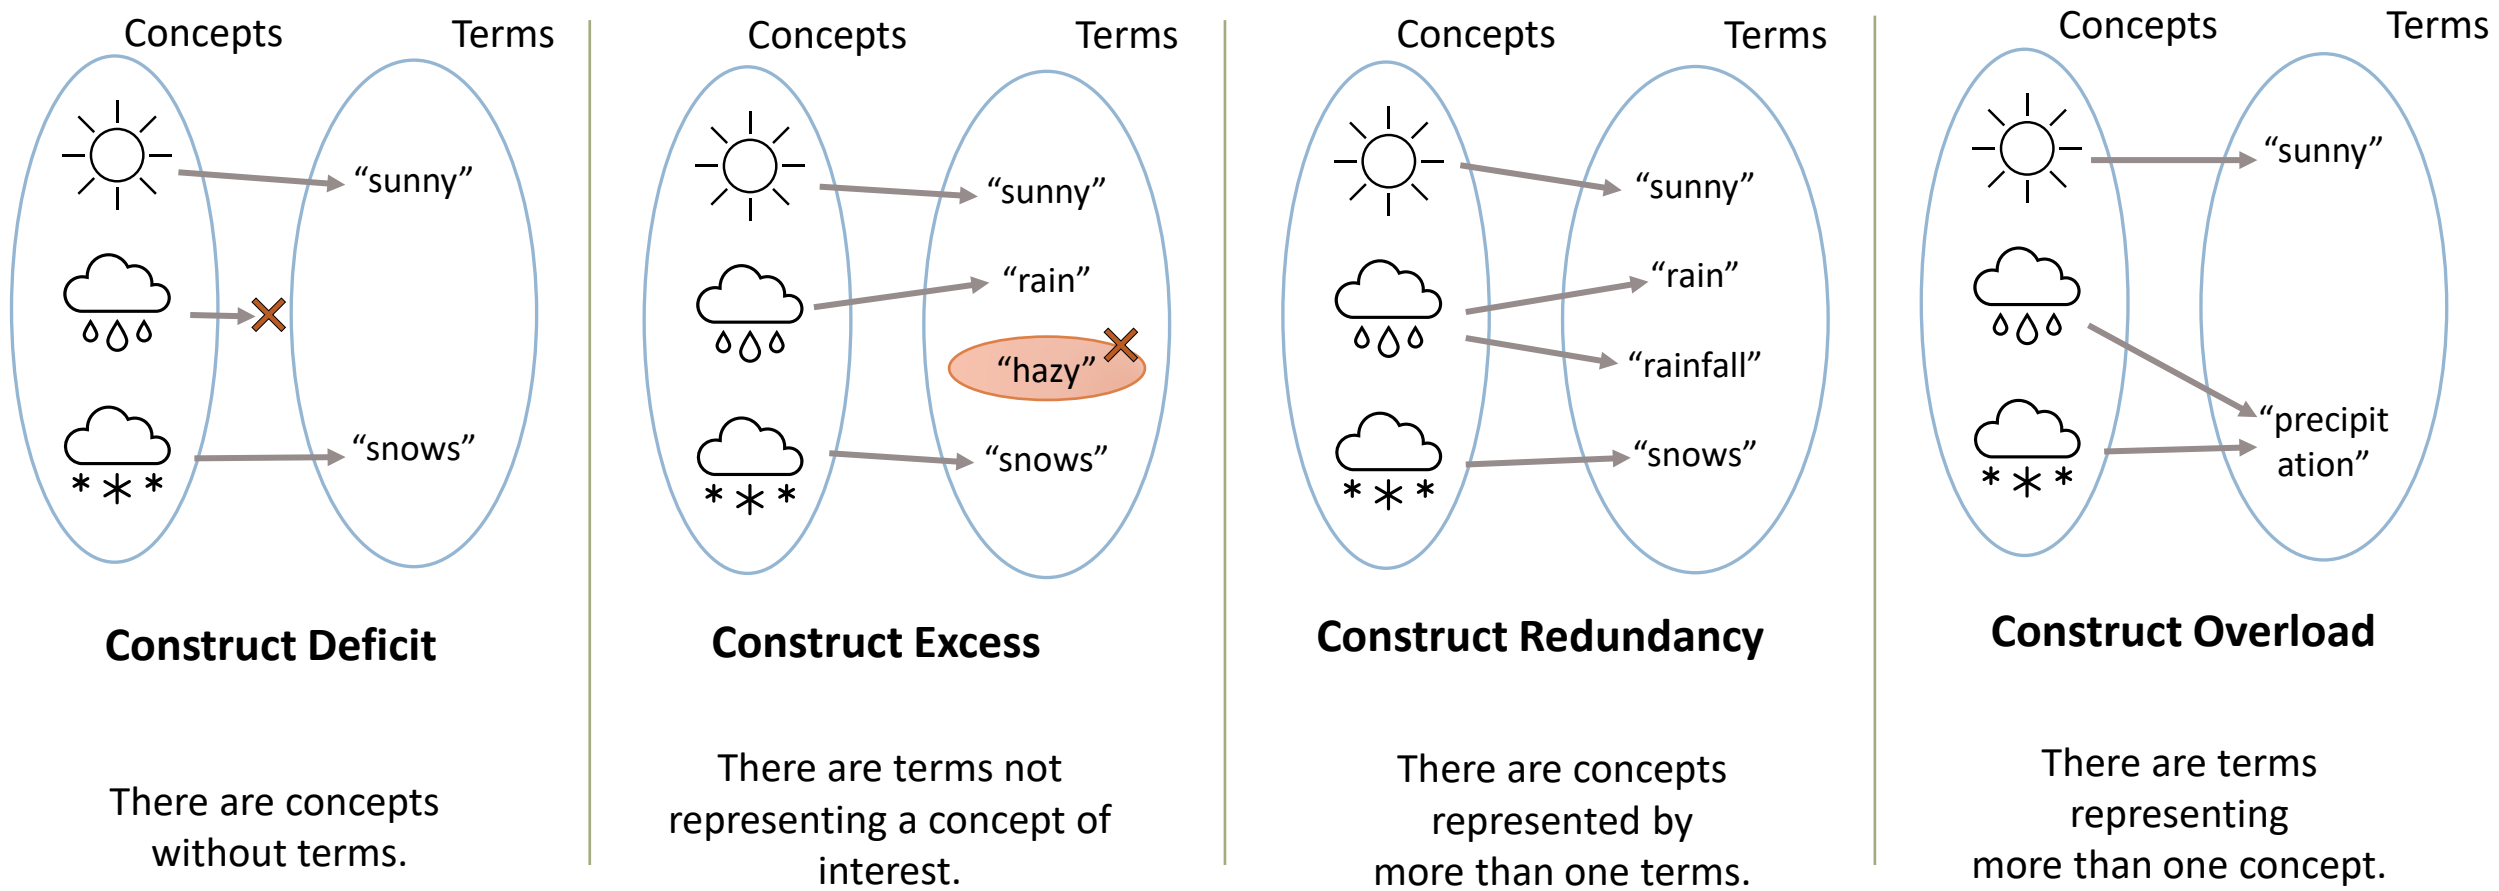 Concepts Terms
“sunny”
“snows”
Construct Deficit
There are concepts
without terms.
Concepts Terms
“sunny”
“rain”
“hazy”
“snows”
Construct Excess
There are terms not
representing a concept of
interest.
Concepts Terms
“sunny”
“rain”
“rainfall”
“snows”
Construct Redundancy
There are concepts
represented by
more than one terms.
Concepts Terms
“sunny”
“precipit
ation”
Construct Overload
There are terms
representing
more than one concept.